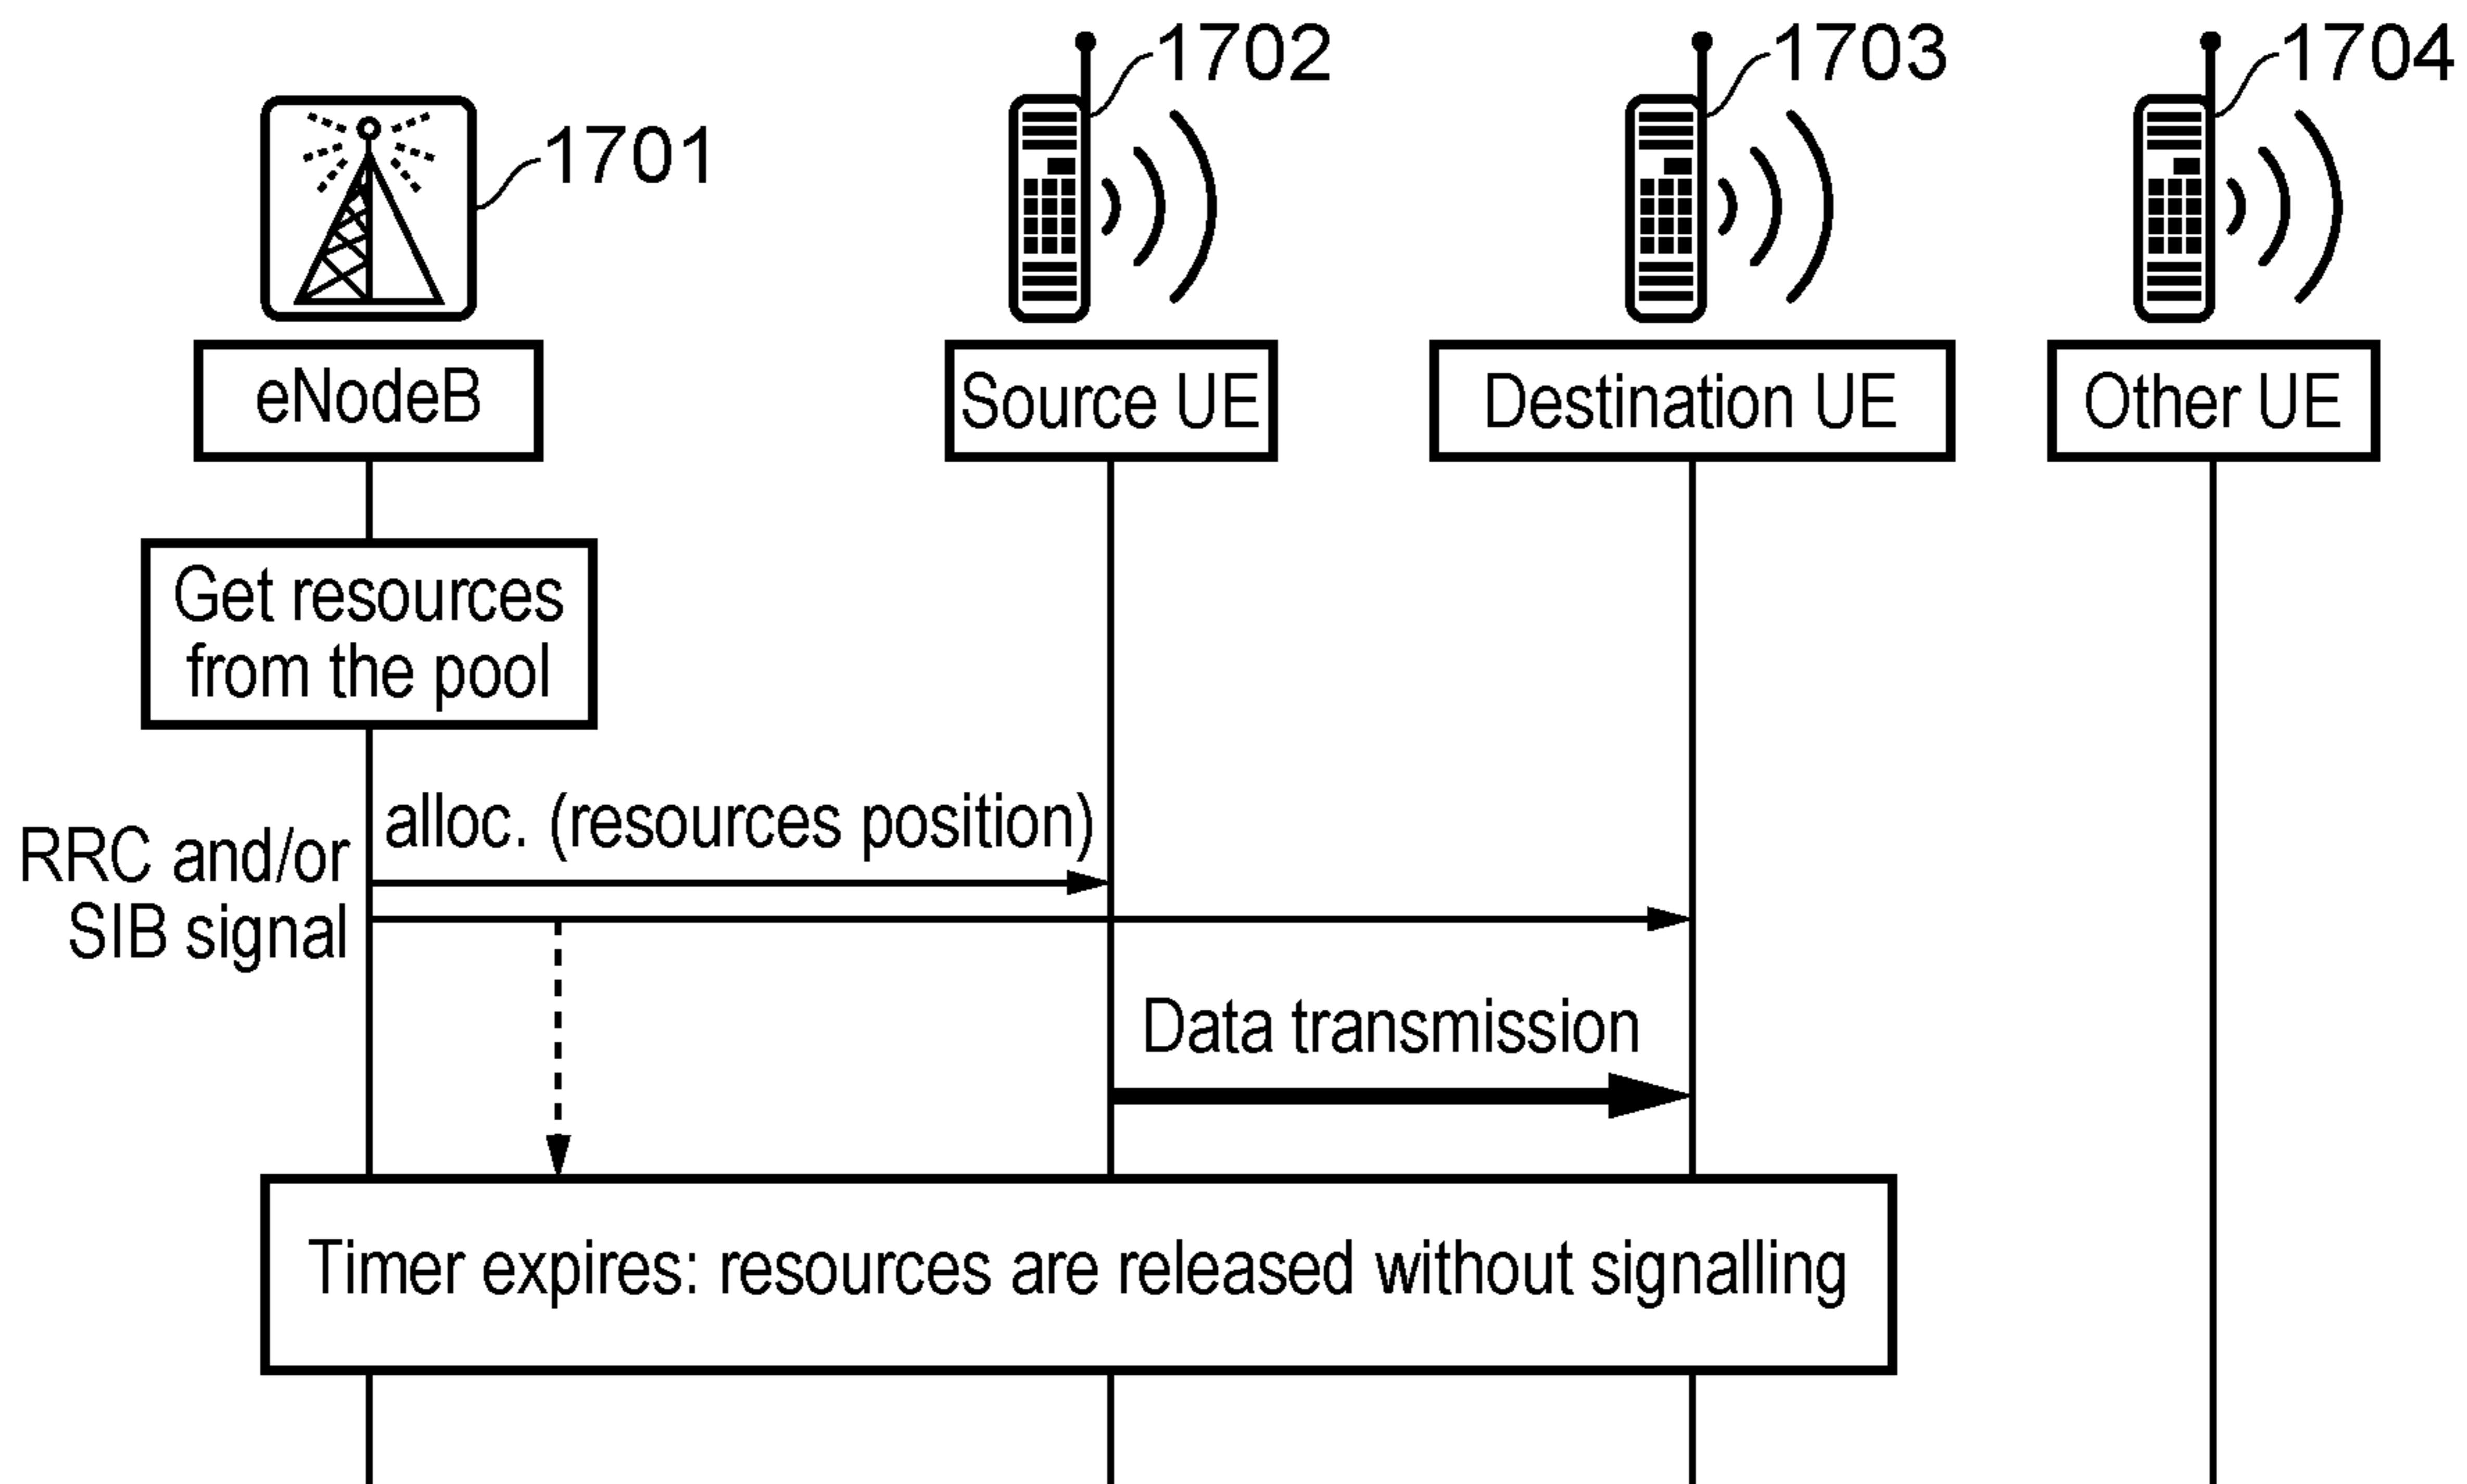 1701
1702
1703
1704
eNodeB
Source UE
Destination UE
Other UE
Get resources
from the pool
alloc. (resources position)
RRC and/or
SIB signal
Data transmission
Timer expires: resources are released without signalling